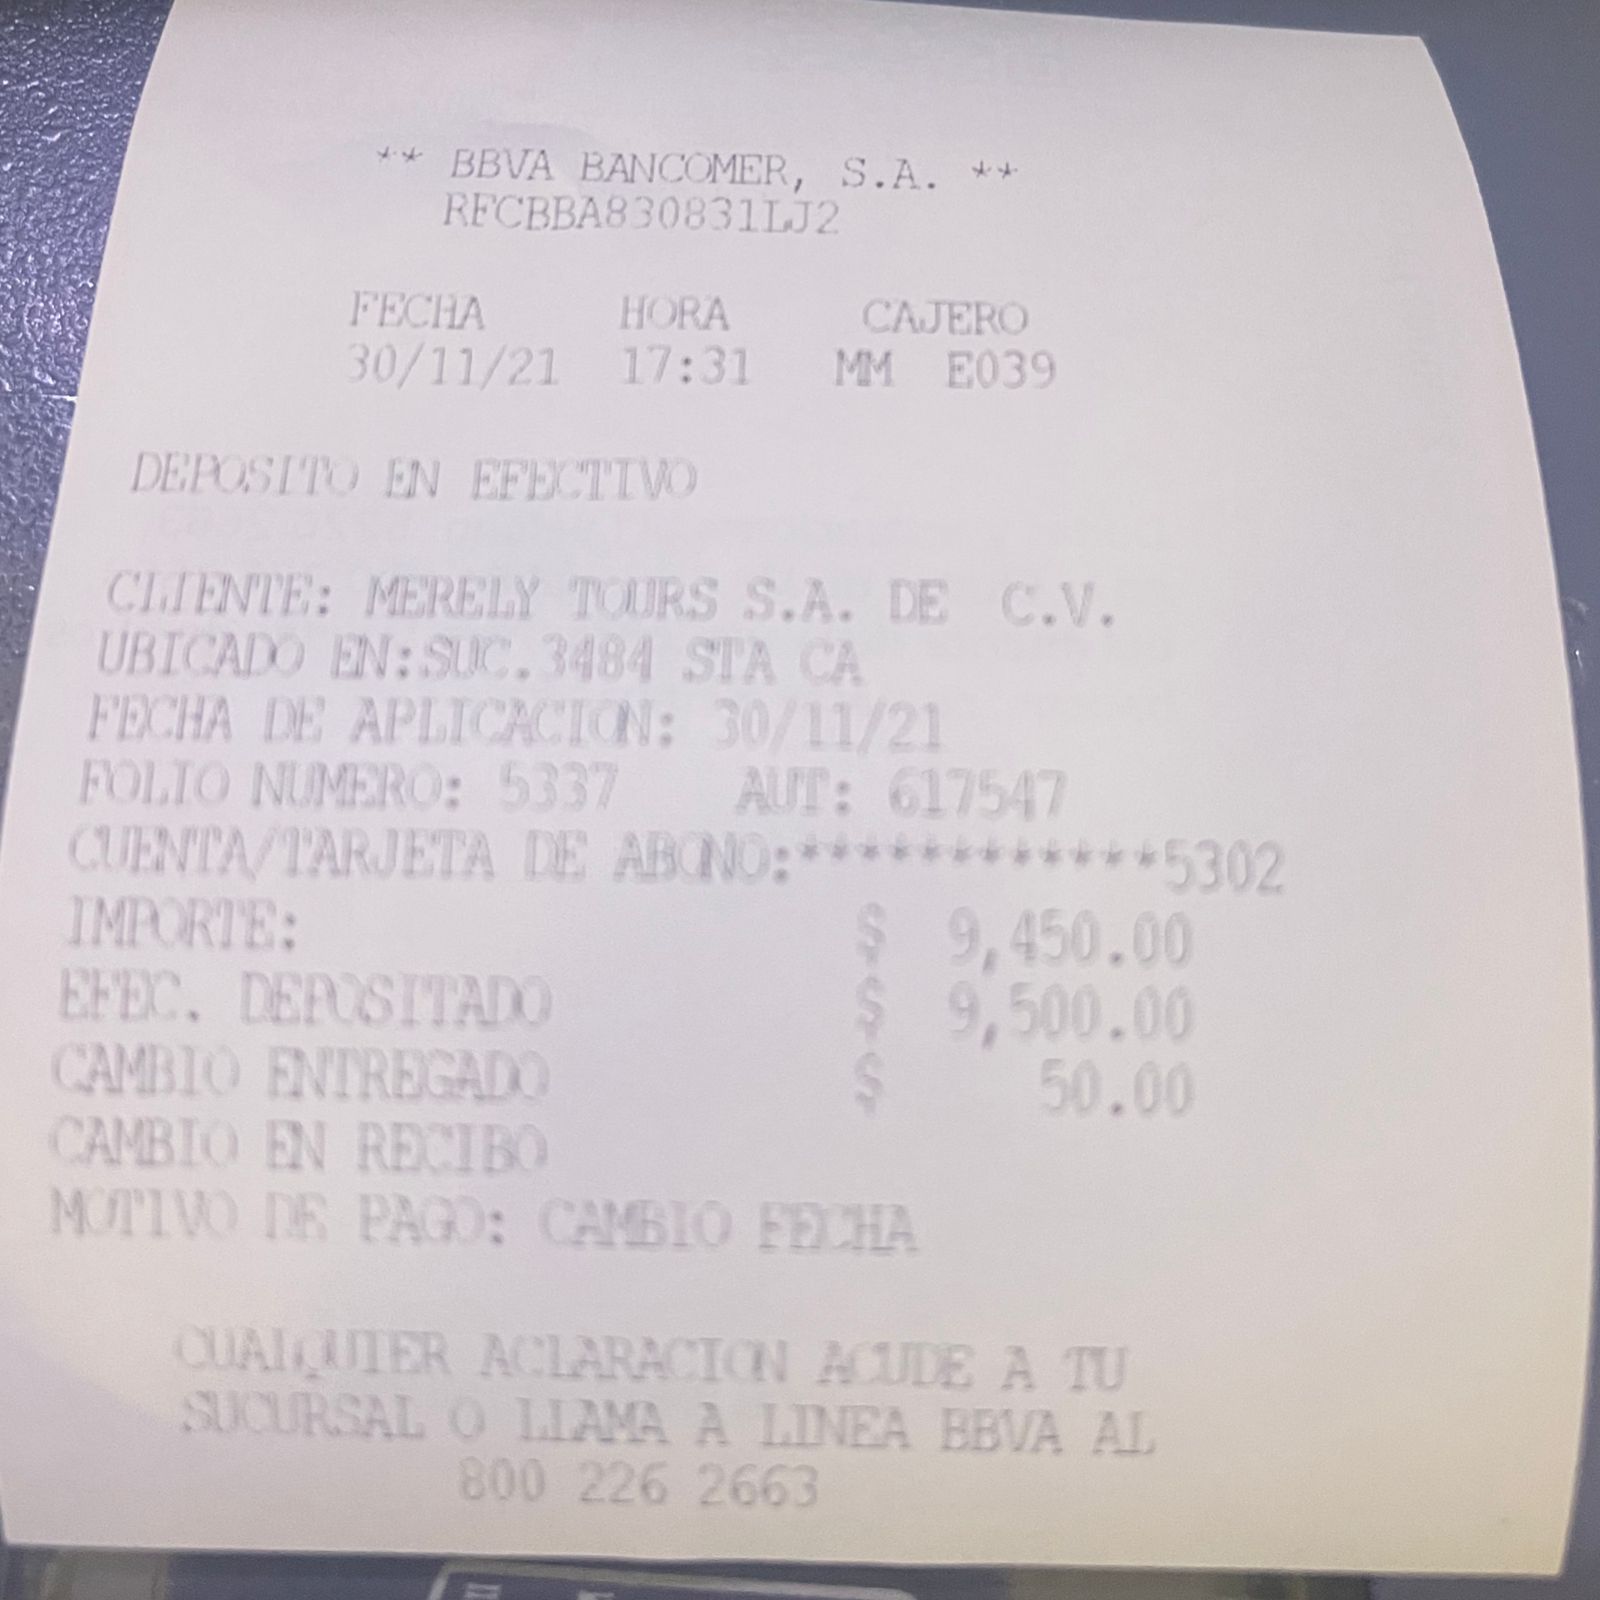 ** BBVA BANCOMER, S.A. **
RFCBBA830831LJ2
FECHA HORA CAJERO
30/11/21 17:31 MM E039
DEPOSITO EN EFECTIVO
CLIENTE: MERELY TOURS S.A. DE C.V.
UBICADO EN:SUC.3484 STA CA
FECHA DE APLICACION: 30/11/21
FOLIO NUMERO: 5337 AUT: 617547
CUENTA/TARJETA DE ABONO:************5302
IMPORTE: $ 9,450.00
EFEC. DEPOSITADO $ 9,500.00
CAMBIO ENTREGADO $ 50.00
CAMBIO EN RECIBO
MOTIVO DE PAGO: CAMBIO FECHA
CUALQUIER ACLARACION ACUDE A TU
SUCURSAL O LLAMA A LINEA BBVA AL
800 226 2663